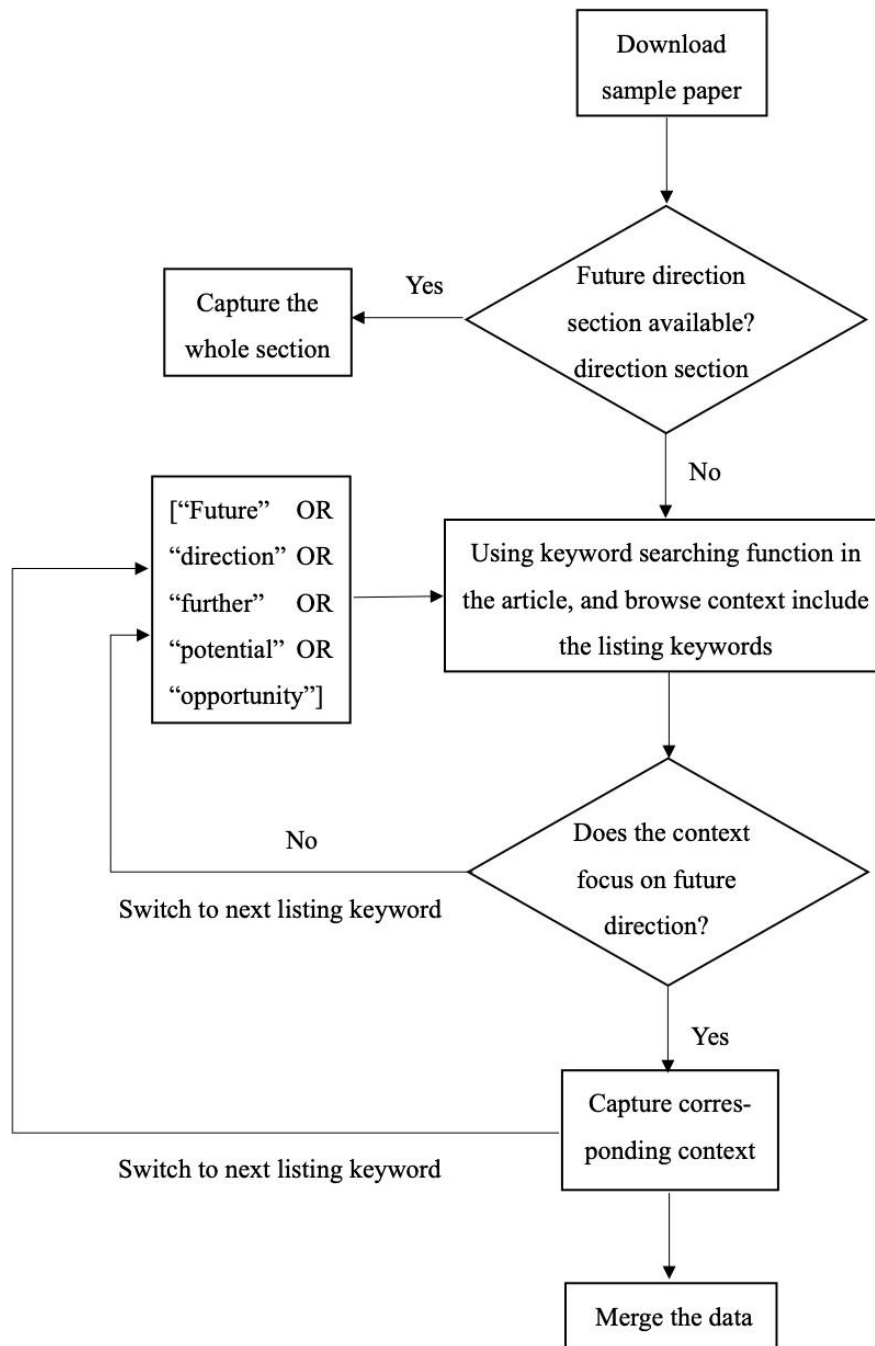 Download
sample paper
Future direction
section available?
direction section
Yes
Capture the
whole section
No
[“Future” OR
“direction” OR
“further” OR
“potential” OR
“opportunity”]
Using keyword searching function in
the article, and browse context include
the listing keywords
Does the context
focus on future
direction?
No
Switch to next listing keyword
Yes
Capture corres-
ponding context
Switch to next listing keyword
Merge the data